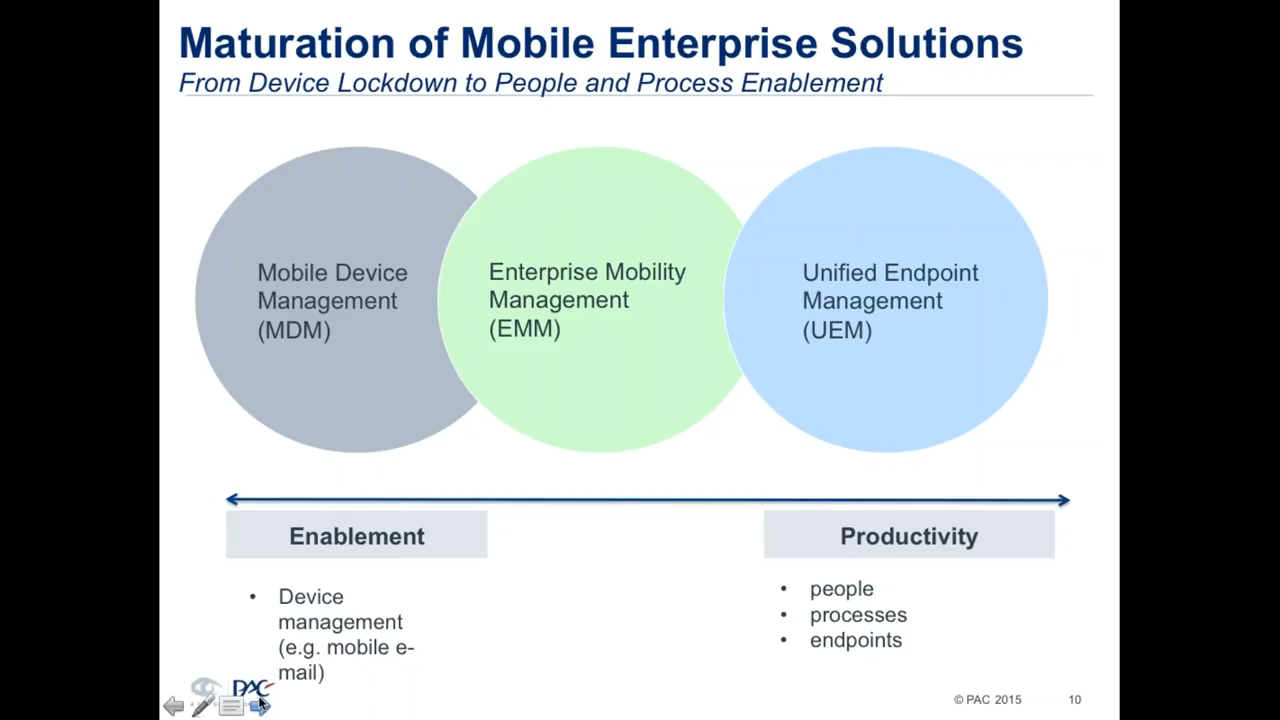 Maturation of Mobile Enterprise Solutions
From Device Lockdown to People and Process Enablement
Mobile Device
Management
(MDM)
Enterprise Mobility
Management
(EMM)
Unified Endpoint
Management
(UEM)
Enablement
• Device
management
(e.g. mobile e-
mail)
Productivity
• people
• processes
• endpoints
PAC
© PAC 2015
10